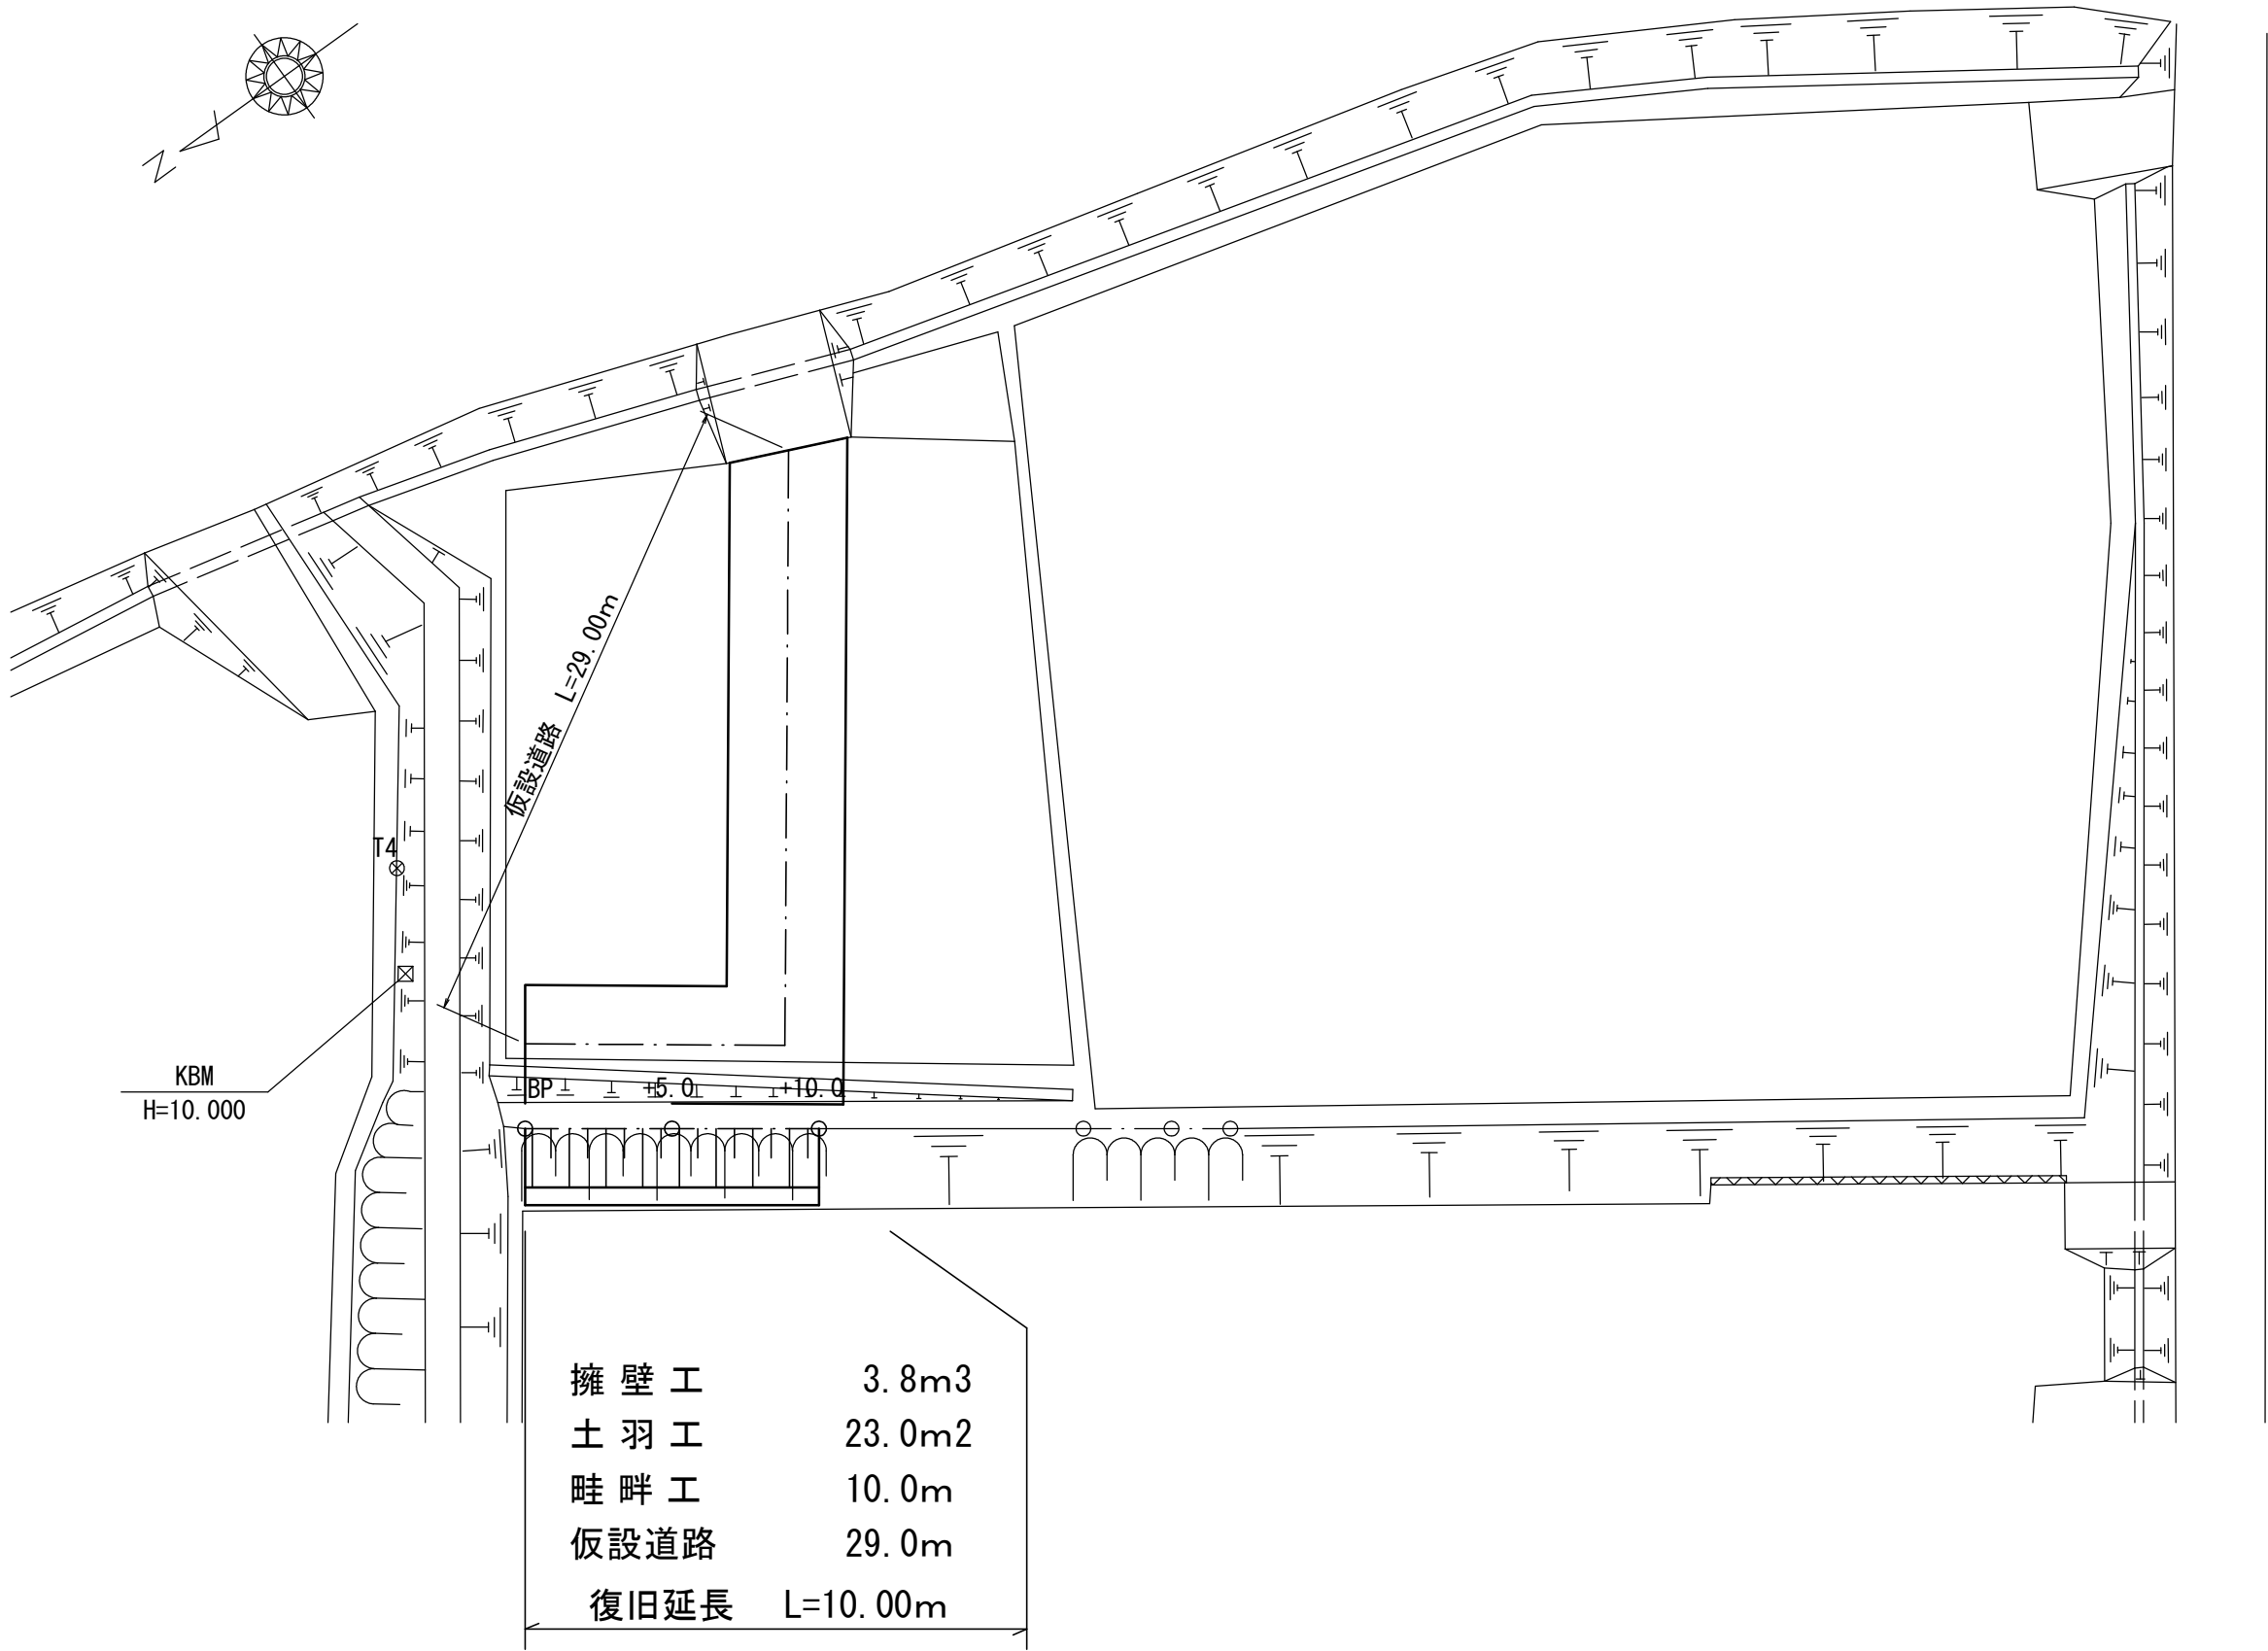 N
仮設道路 L=29.00m
T4
KBM
H=10.000
BP +5.0 +10.0
擁壁工 3.8m3
土羽工 23.0m2
畦畔工 10.0m
仮設道路 29.0m
復旧延長 L=10.00m